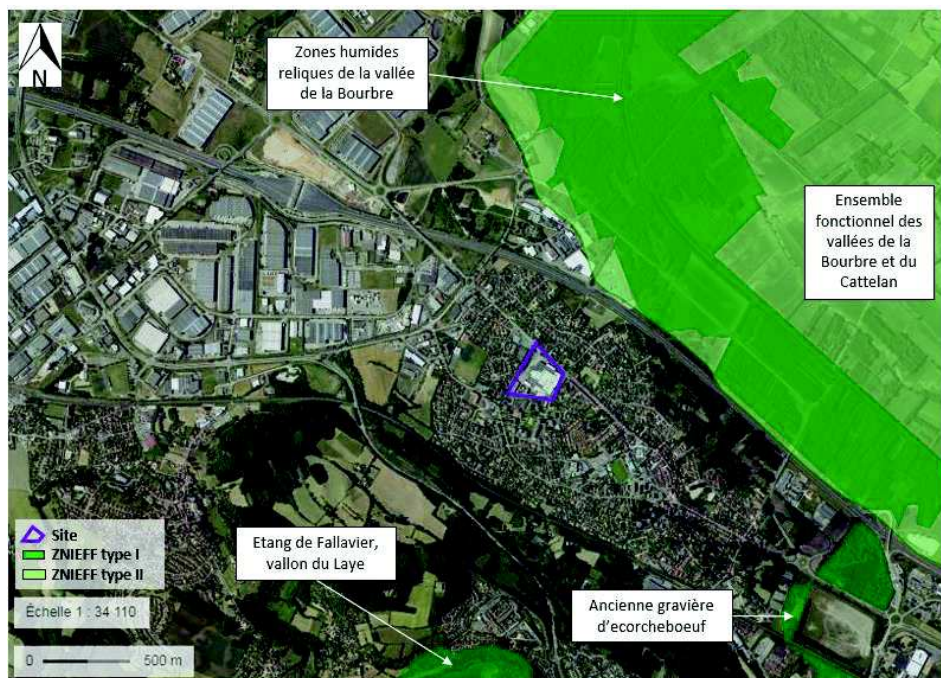 N
Zones humides
reliques de la vallée
de la Bourbre
Ensemble
fonctionnel des
vallées de la
Bourbre et du
Cattelan
Site
ZNIEFF type I
ZNIEFF type II
Échelle 1 : 34 110
0 500 m
Etang de Fallavier,
vallon du Laye
Ancienne gravière
d'ecorcheboeuf